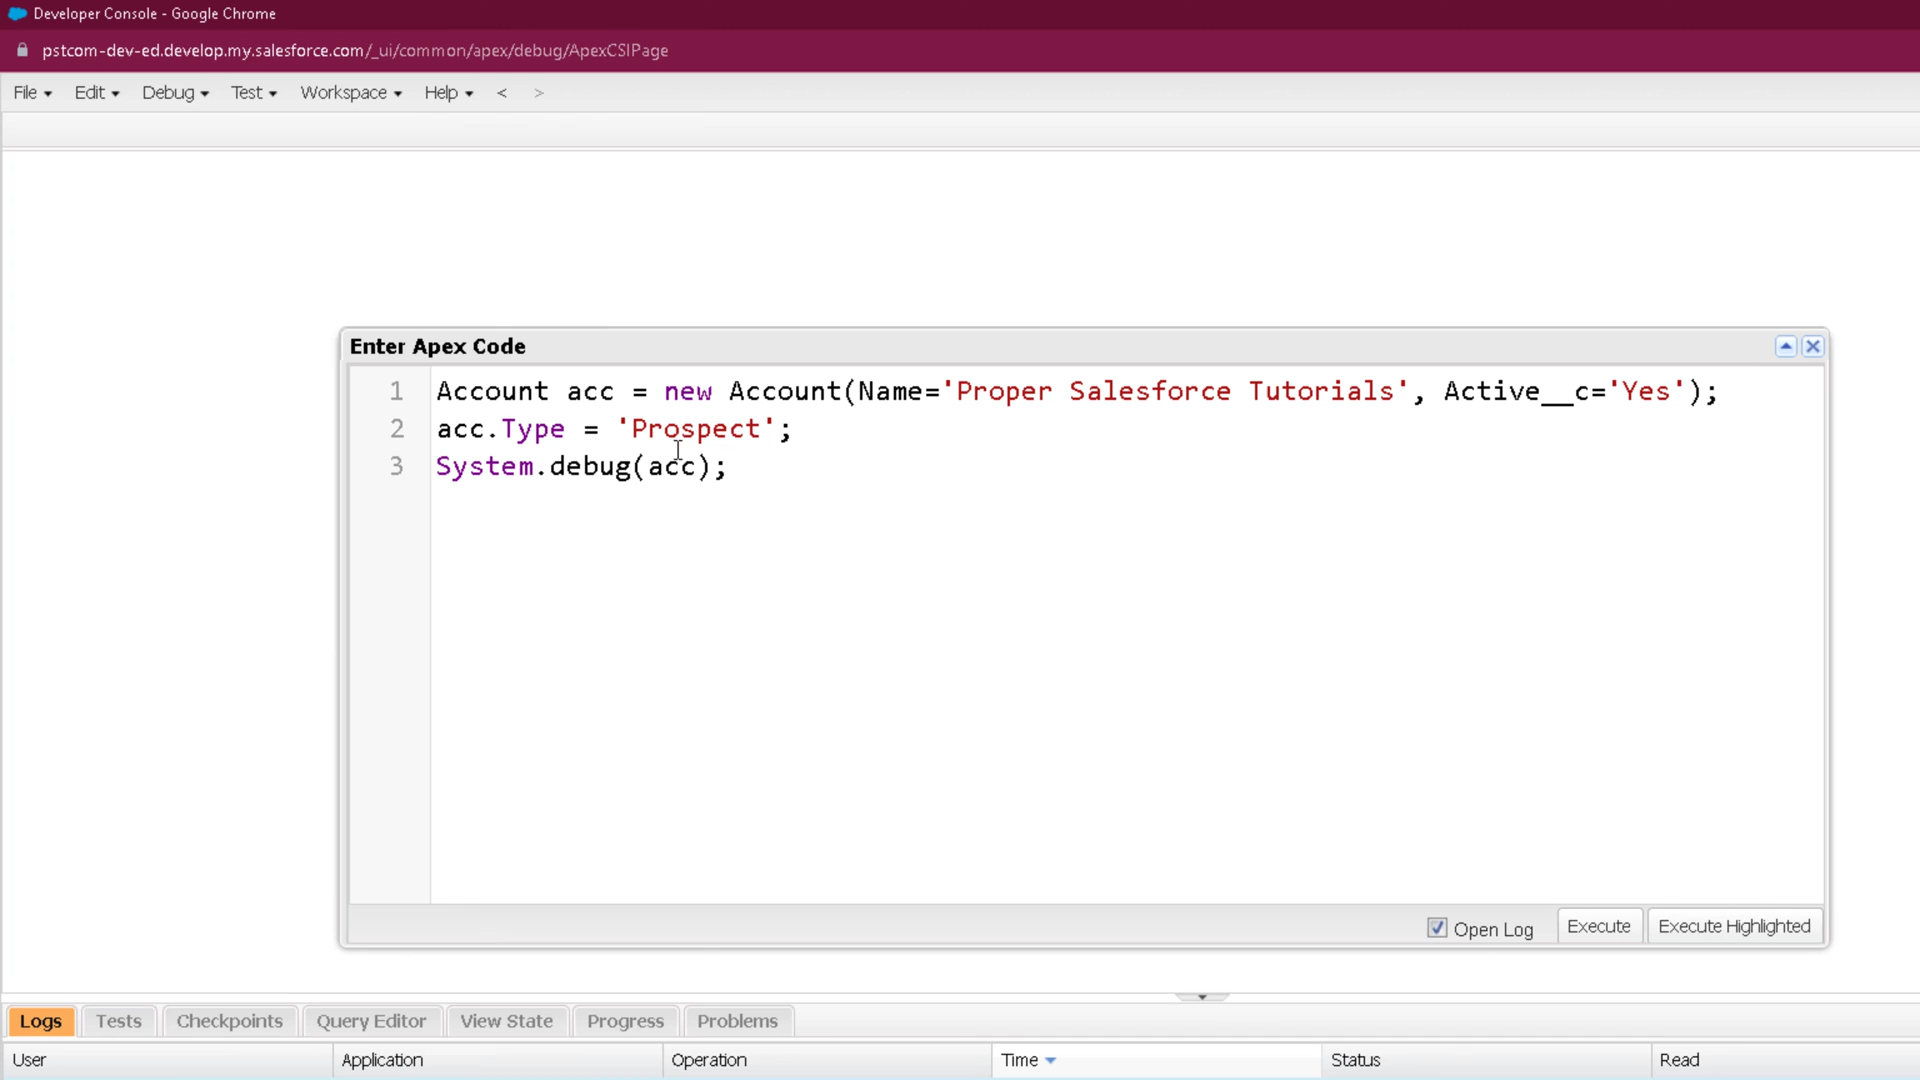 Developer Console - Google Chrome
pstcom-dev-ed.develop.my.salesforce.com/_ui/common/apex/debug/ApexCSIPage
File Edit Debug Test Workspace Help < >
Enter Apex Code
1 Account acc = new Account(Name='Proper Salesforce Tutorials', Active__c='Yes');
2 acc.Type = 'Prospect';
3 System.debug(acc);
Open Log Execute Execute Highlighted
Logs Tests Checkpoints Query Editor View State Progress Problems
User Application Operation Time Status Read